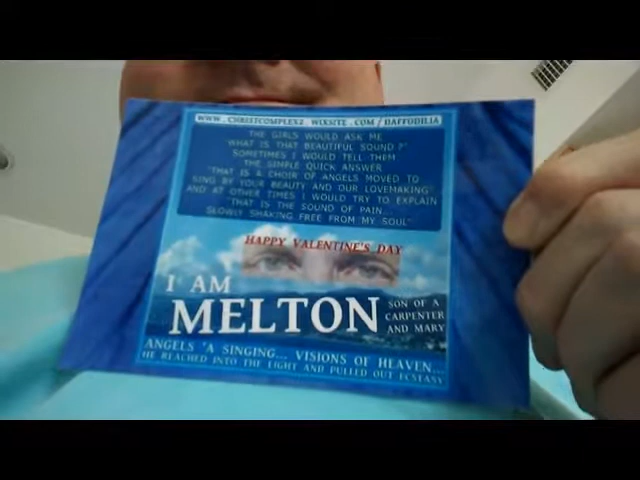 WWW.CHRISTCOMPLEX2.WIXSITE.COM/DAFFODILIA
THE GIRLS WOULD ASK ME
WHAT IS THAT BEAUTIFUL SOUND ?"
SOMETIMES I WOULD TELL THEM
THE SIMPLE QUICK ANSWER
"THAT IS A CHOIR OF ANGELS MOVED TO
SING BY YOUR BEAUTY AND OUR LOVEMAKING"
AND AT OTHER TIMES I WOULD TRY TO EXPLAIN
"THAT IS THE SOUND OF PAIN...
SLOWLY SHAKING FREE FROM MY SOUL"
HAPPY VALENTINE'S DAY
I AM
MELTON
SON OF A
CARPENTER
AND MARY
ANGELS 'A SINGING... VISIONS OF HEAVEN...
HE REACHED INTO THE LIGHT AND PULLED OUT ECSTASY